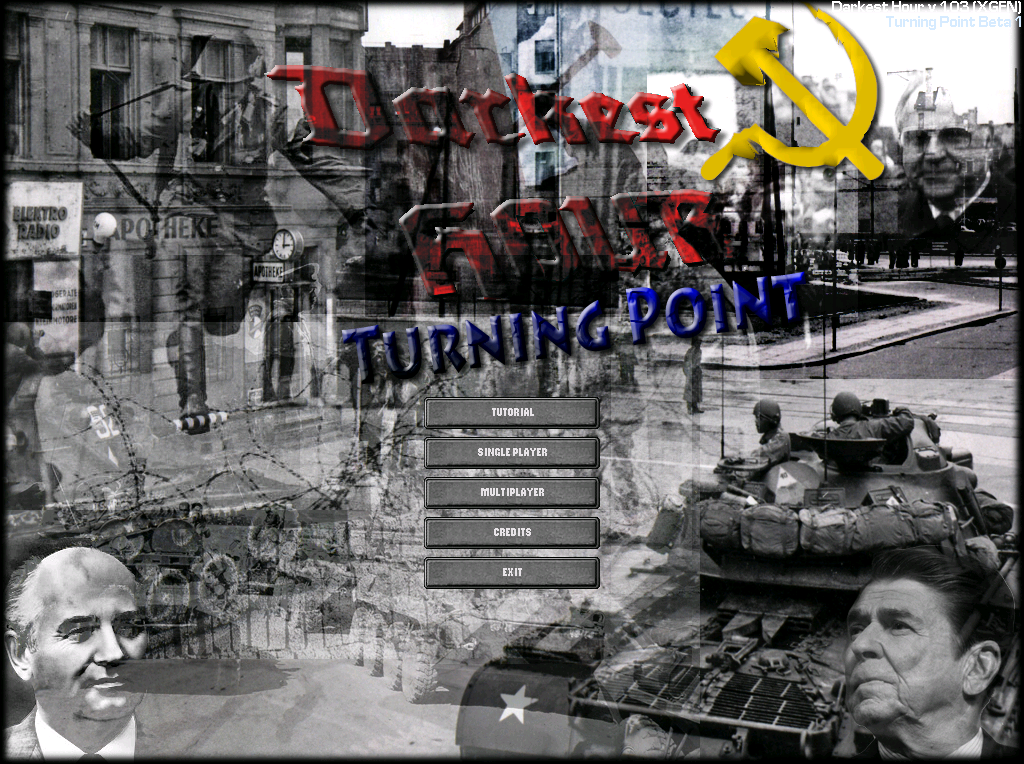 Darkest Hour v 1.03 (XGEN)
Turning Point Beta 1
Darkest
HOUR
TURNING POINT
ELEKTRO
RADIO
APOTHEKE
APOTHEKE
TUTORIAL
SINGLE PLAYER
MULTIPLAYER
CREDITS
EXIT